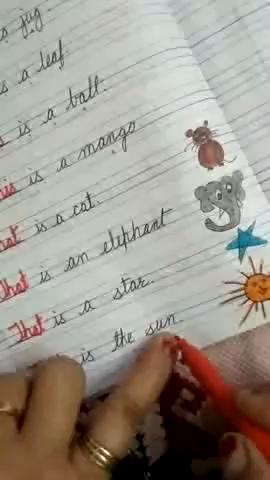 a jug.
is a leaf.
is a ball.
is a mango
is a cat.
That is an elephant
That is a star.
is the sun.